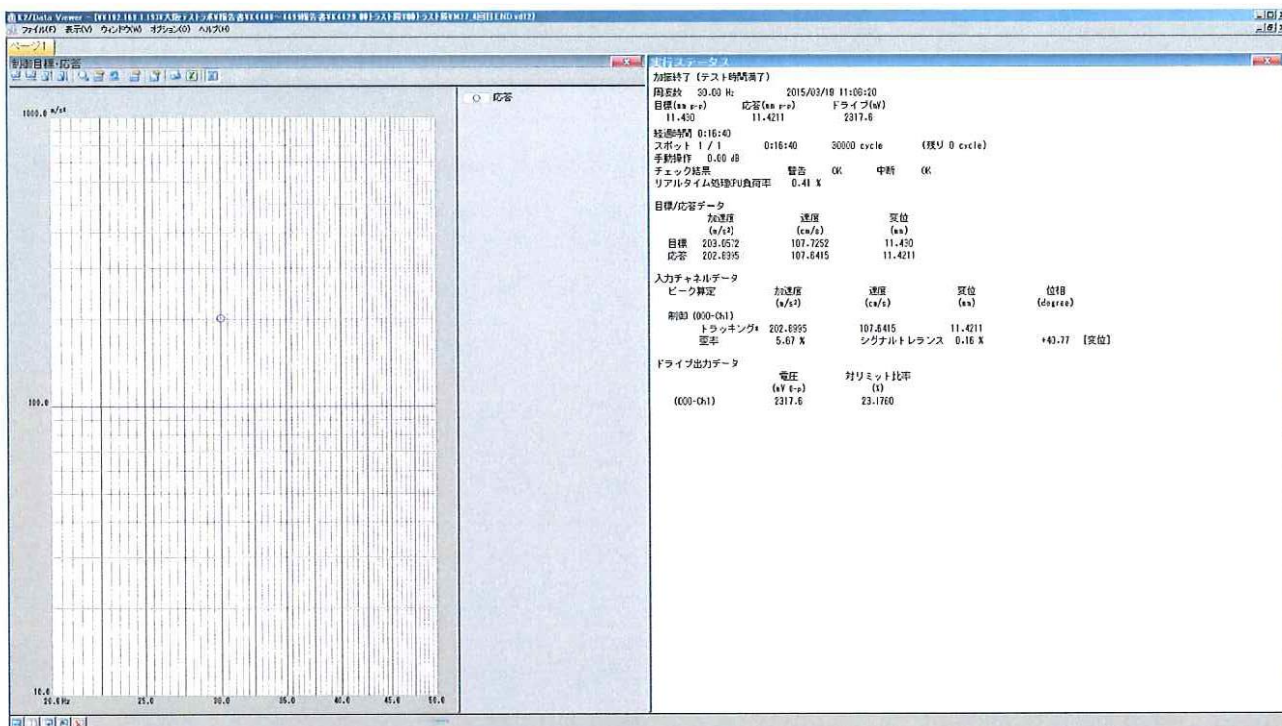 ファイル(F) 表示(V) ウィンドウ(W) オプション(O) ヘルプ(H)
ページ1
制御目標・応答
応答
1000.0 m/s²
100.0
10.0
20.0 Hz 25.0 30.0 35.0 40.0 45.0 50.0
実行ステータス
加振終了 (テスト時間満了)
周波数 30.00 Hz 2015/03/18 11:06:20
目標(mm p-p) 応答(mm p-p) ドライブ(mV)
11.430 11.4211 2317.6
経過時間 0:16:40
スポット 1 / 1 0:16:40 30000 cycle (残り 0 cycle)
手動操作 0.00 dB
チェック結果 警告 OK 中断 OK
リアルタイム処理CPU負荷率 0.41 %
目標/応答データ
加速度 速度 変位
(m/s²) (cm/s) (mm)
目標 203.0572 107.7252 11.430
応答 202.8995 107.6415 11.4211
入力チャネルデータ
ピーク算定 加速度 速度 変位 位相
(m/s²) (cm/s) (mm) (degree)
制御 (000-Ch1)
トラッキング* 202.8995 107.6415 11.4211
歪率 5.67 % シグナルトレランス 0.16 % +43.77 [変位]
ドライブ出力データ
電圧 対リミット比率
(mV 0-p) (%)
(000-Ch1) 2317.6 23.1760